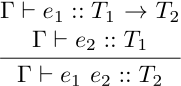 Γ ⊢ e₁ :: T₁ → T₂
Γ ⊢ e₂ :: T₁
Γ ⊢ e₁ e₂ :: T₂